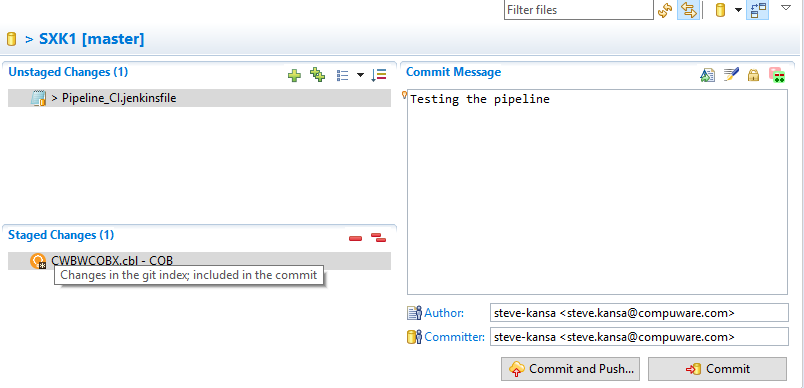 Filter files
> SXK1 [master]
Unstaged Changes (1)
> Pipeline_CI.jenkinsfile
Staged Changes (1)
CWBWCOBX.cbl - COB
Changes in the git index; included in the commit
Commit Message
Testing the pipeline
Author:
steve-kansa <steve.kansa@compuware.com>
Committer:
steve-kansa <steve.kansa@compuware.com>
Commit and Push...
Commit